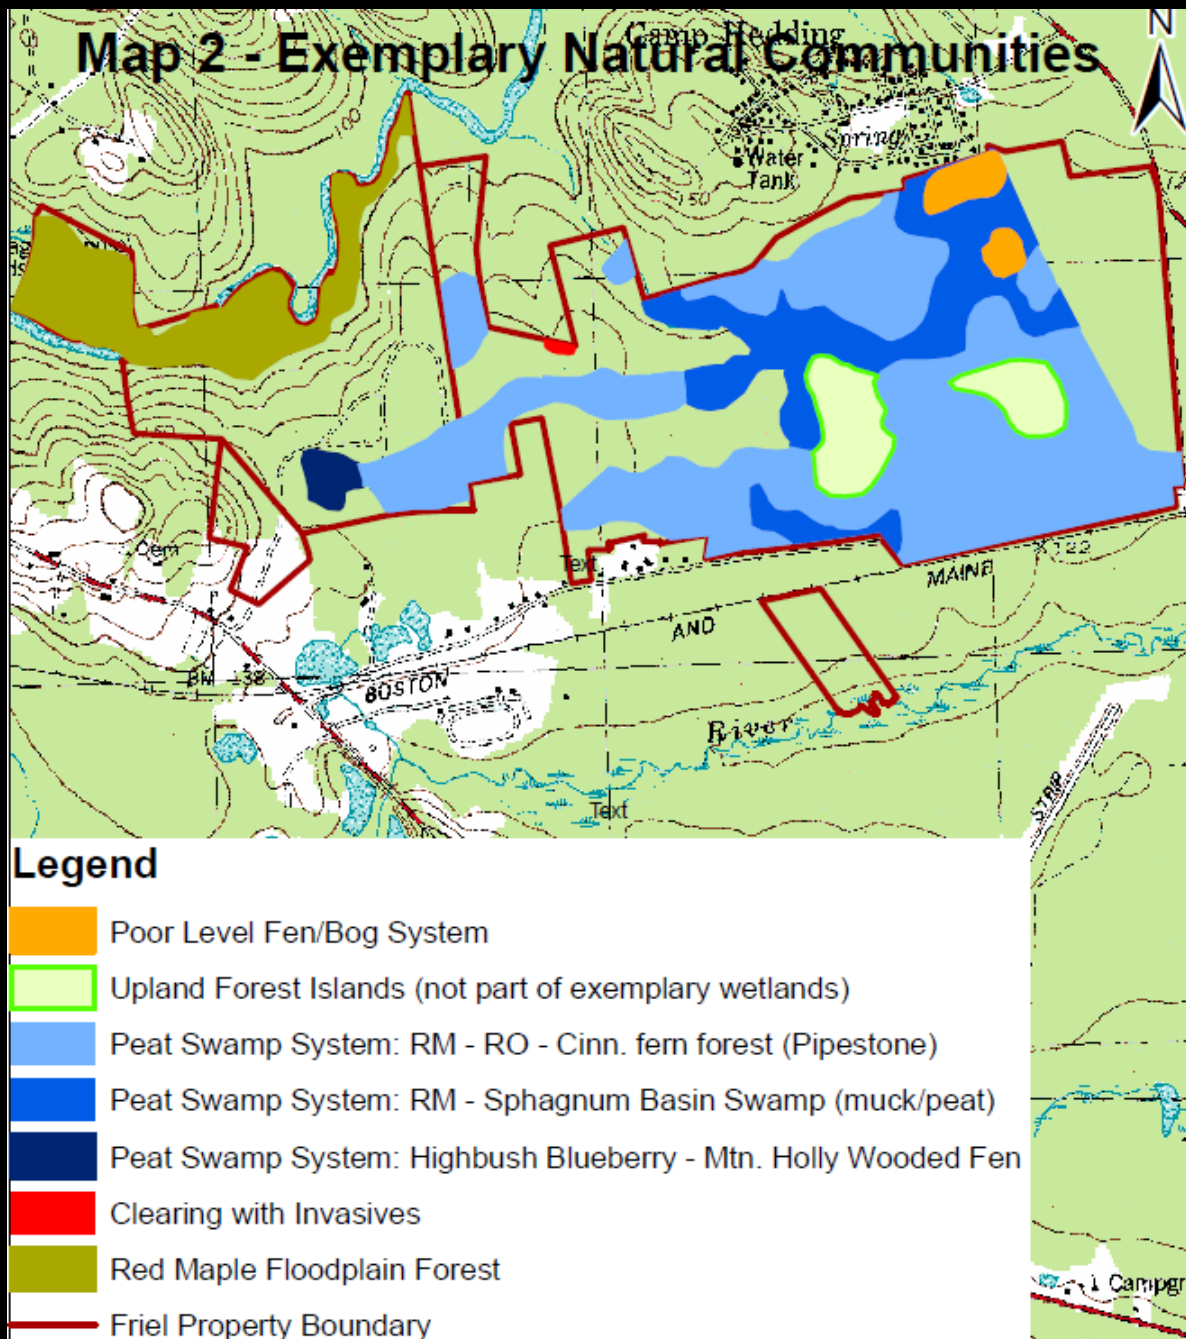 Camp Hedding
N
Map 2 - Exemplary Natural Communities
Spring
Water
Tank
100
150
Cem
Text
X 122
MAINE
AND
BM 138
BOSTON
River
STRIP
Text
Legend
Poor Level Fen/Bog System
Upland Forest Islands (not part of exemplary wetlands)
Peat Swamp System: RM - RO - Cinn. fern forest (Pipestone)
Peat Swamp System: RM - Sphagnum Basin Swamp (muck/peat)
Peat Swamp System: Highbush Blueberry - Mtn. Holly Wooded Fen
Clearing with Invasives
Red Maple Floodplain Forest
Campgr
Friel Property Boundary